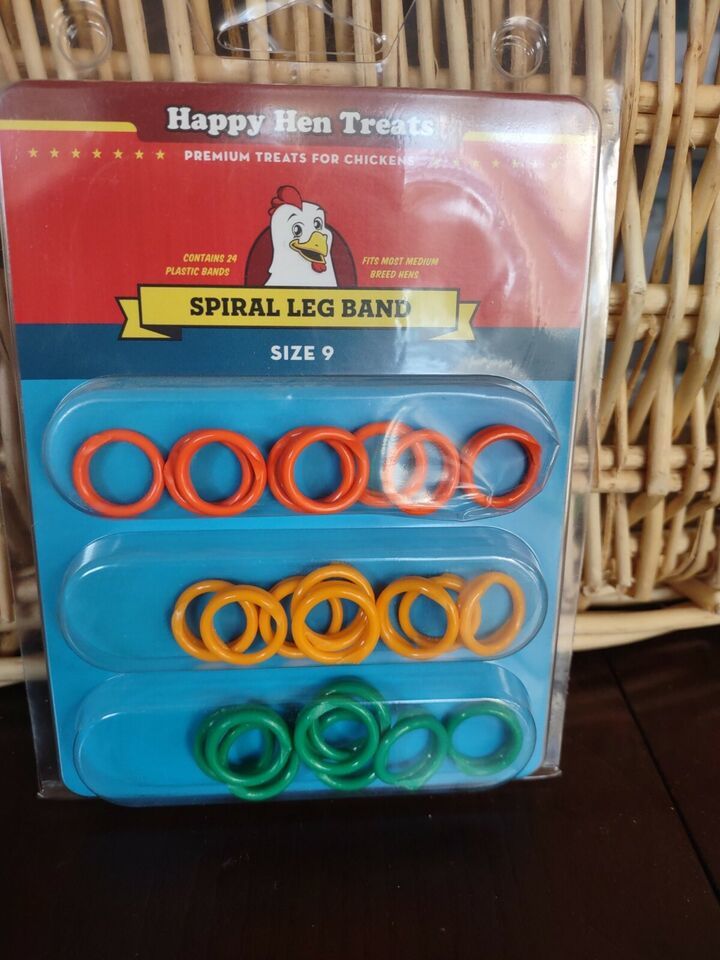 Happy Hen Treats
PREMIUM TREATS FOR CHICKENS
CONTAINS 24
PLASTIC BANDS
FITS MOST MEDIUM
BREED HENS
SPIRAL LEG BAND
SIZE 9